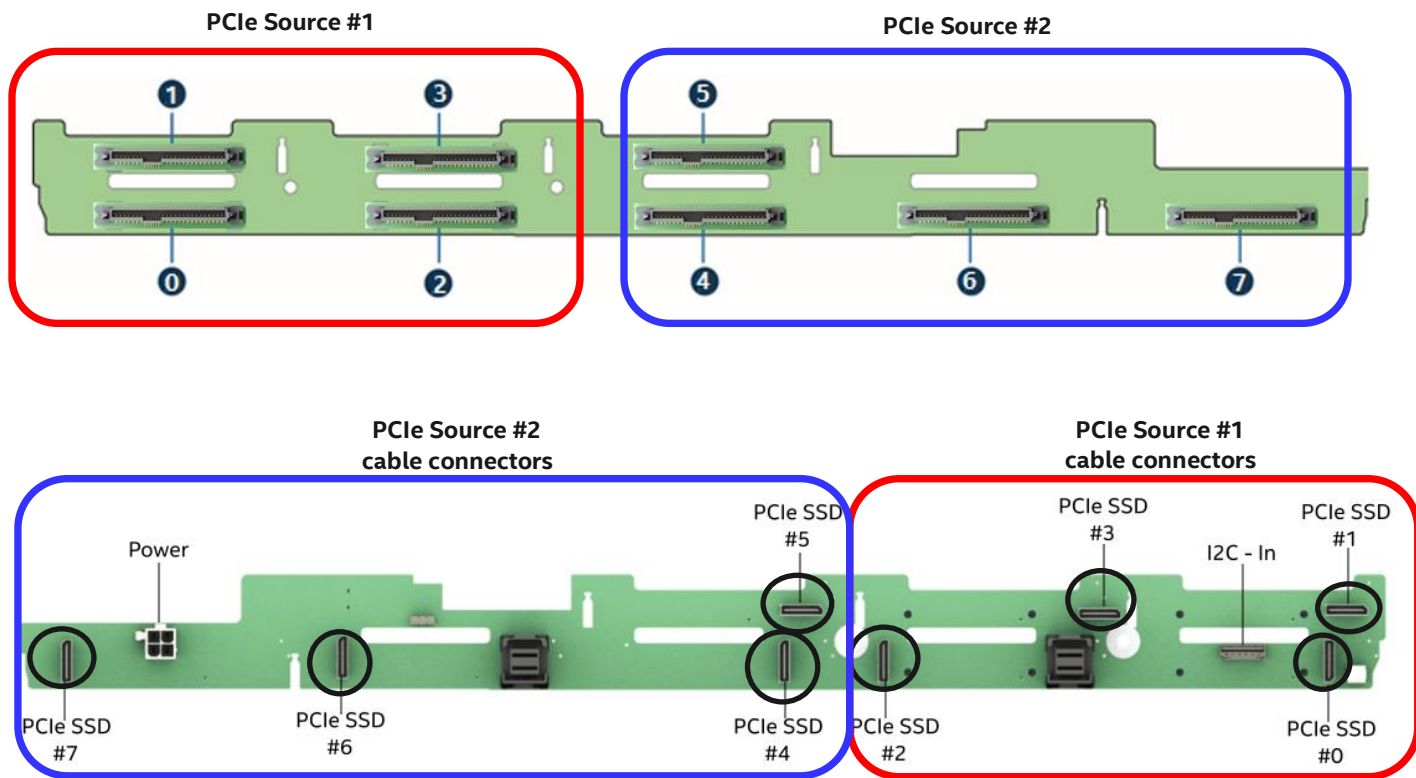 PCIe Source #1
PCIe Source #2
1
3
5
0
2
4
6
7
PCIe Source #2
cable connectors
PCIe Source #1
cable connectors
PCIe SSD
#5
PCIe SSD
#3
PCIe SSD
#1
Power
I2C - In
PCIe SSD
#7
PCIe SSD
#6
PCIe SSD
#4
PCIe SSD
#2
PCIe SSD
#0